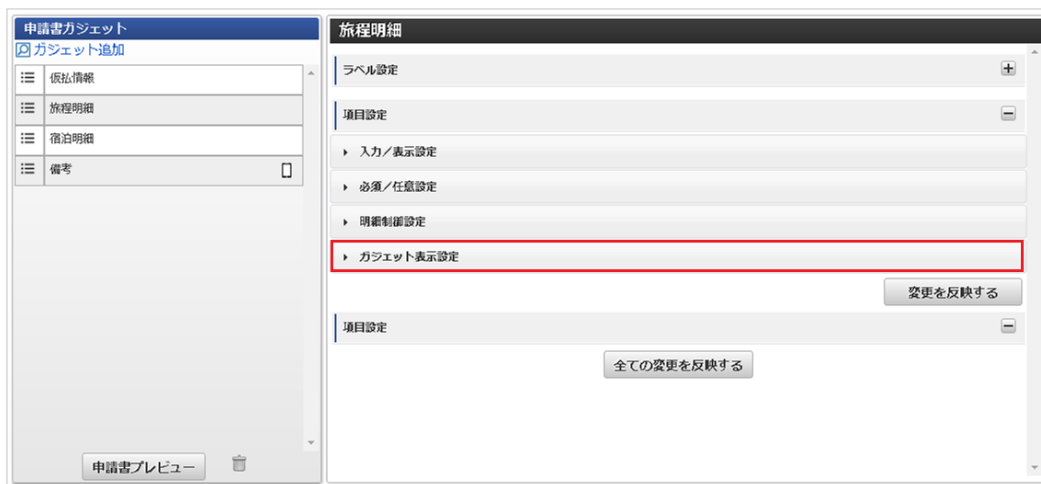 申請書ガジェット
ガジェット追加
仮払情報
旅程明細
宿泊明細
備考
申請書プレビュー
旅程明細
ラベル設定
項目設定
入力／表示設定
必須／任意設定
明細制御設定
ガジェット表示設定
変更を反映する
項目設定
全ての変更を反映する